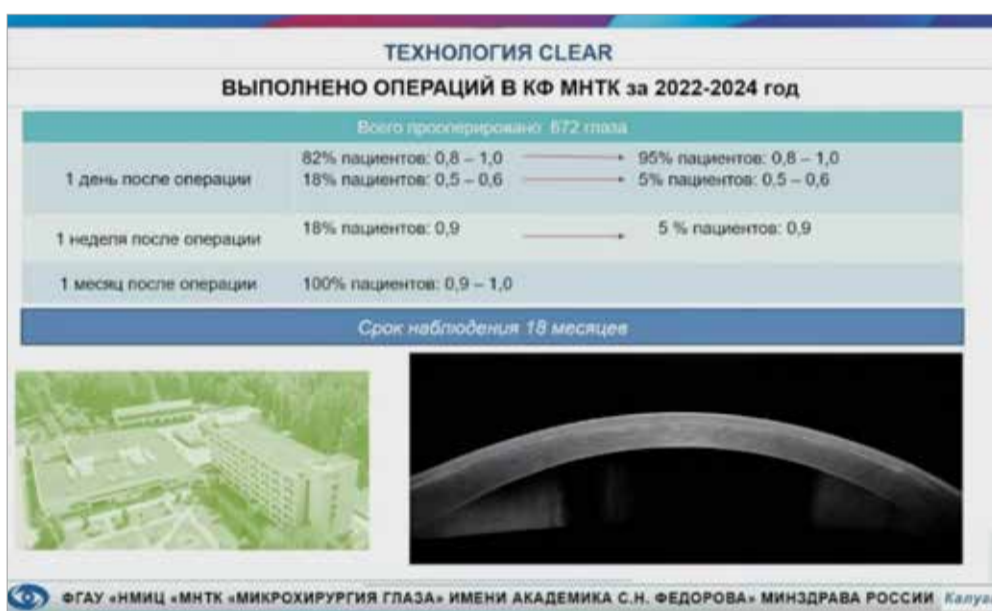 ТЕХНОЛОГИЯ CLEAR
ВЫПОЛНЕНО ОПЕРАЦИЙ В КФ МНТК за 2022-2024 год
Всего прооперировано 672 глаза
1 день после операции
82% пациентов: 0,8 – 1,0 → 95% пациентов: 0,8 – 1,0
18% пациентов: 0,5 – 0,6 → 5% пациентов: 0,5 – 0,6
1 неделя после операции
18% пациентов: 0,9 → 5 % пациентов: 0,9
1 месяц после операции
100% пациентов: 0,9 – 1,0
Срок наблюдения 18 месяцев
ФГАУ «НМИЦ «МНТК «МИКРОХИРУРГИЯ ГЛАЗА» ИМЕНИ АКАДЕМИКА С.Н. ФЕДОРОВА» МИНЗДРАВА РОССИИ